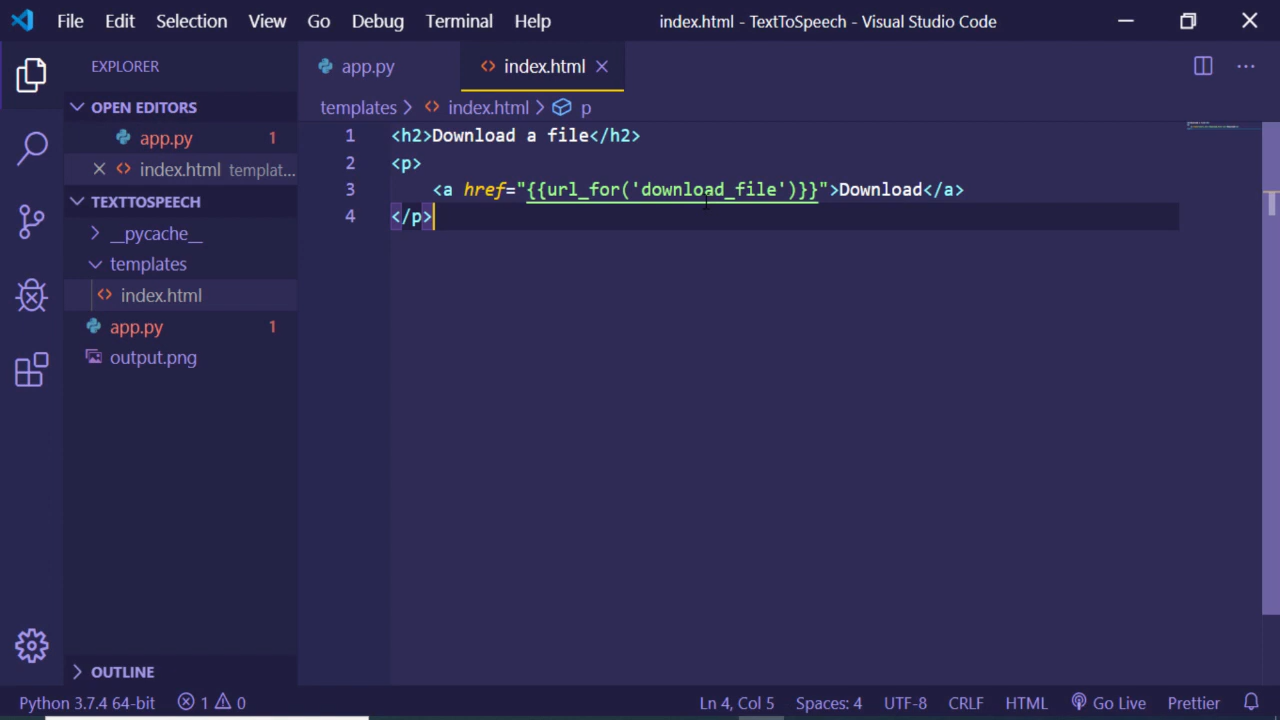 File Edit Selection View Go Debug Terminal Help index.html - TextToSpeech - Visual Studio Code
EXPLORER
OPEN EDITORS
app.py 1
index.html templat...
TEXTTOSPEECH
__pycache__
templates
index.html
app.py 1
output.png
OUTLINE
app.py index.html
templates > index.html > p
1 <h2>Download a file</h2>
2 <p>
3 <a href="{{url_for('download_file')}}">Download</a>
4 </p>
Python 3.7.4 64-bit 1 0 Ln 4, Col 5 Spaces: 4 UTF-8 CRLF HTML Go Live Prettier